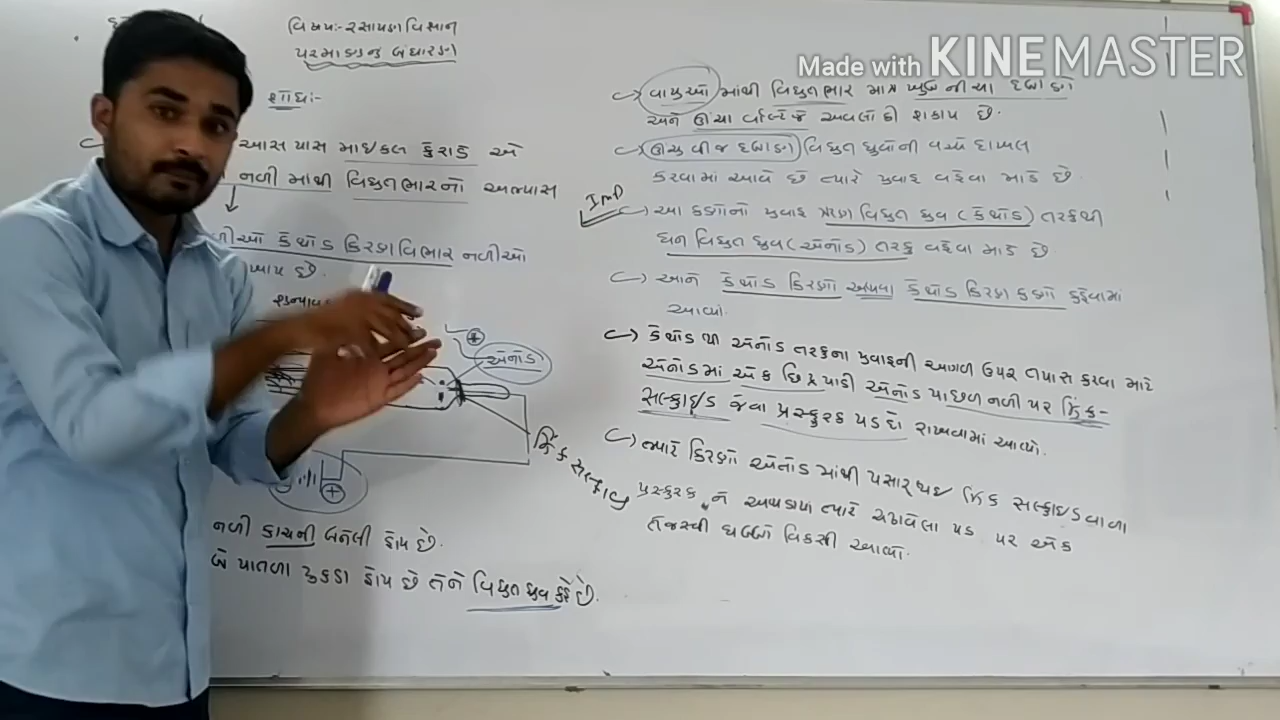 વિષય:- રસાયણ વિજ્ઞાન
પરમાણુનું બંધારણ
શોધ:-
આસપાસ માઇકલ ફેરાડે એ
નળી માંથી વિદ્યુતભારનો અભ્યાસ
કેથોડ કિરણ વિભાર નળીઓ
છે.
+
એનોડ
ઝિંક સલ્ફાઇડ
+
નળી કાચની બનેલી હોય છે.
બે પાતળા ટુકડા હોય છે તેને વિદ્યુત ધ્રુવ કહે છે.
Made with KINEMASTER
વાયુઓ માંથી વિદ્યુતભાર માત્ર ખુબ નીચા દબાણે
અને ઊંચા વોલ્ટેજે અવલોકી શકાય છે.
ઊંચુ વીજ દબાણ વિદ્યુત ધ્રુવોની વચ્ચે દાખલ
કરવામાં આવે છે ત્યારે પ્રવાહ વહેવા માંડે છે.
Imp
આ કણોનો પ્રવાહ ઋણ વિદ્યુત ધ્રુવ (કેથોડ) તરફથી
ધન વિદ્યુત ધ્રુવ (એનોડ) તરફ વહેવા માંડે છે.
આને કેથોડ કિરણો અથવા કેથોડ કિરણ કણો કહેવામાં
આવ્યો.
કેથોડ થી એનોડ તરફના પ્રવાહની આગળ ઉપર તપાસ કરવા માટે
એનોડમાં એક છિદ્ર પાડી એનોડ પાછળ નળી પર ઝિંક-
સલ્ફાઇડ જેવા પ્રસ્ફુરક પડદો રાખવામાં આવ્યો.
ત્યારે કિરણો એનોડ માંથી પસાર થઇ ઝિંક સલ્ફાઇડવાળા
પ્રસ્ફુરક ને અથડાયા ત્યારે ચઢાવેલા પડ પર એક
તેજસ્વી ધબ્બો વિકસી આવ્યો.